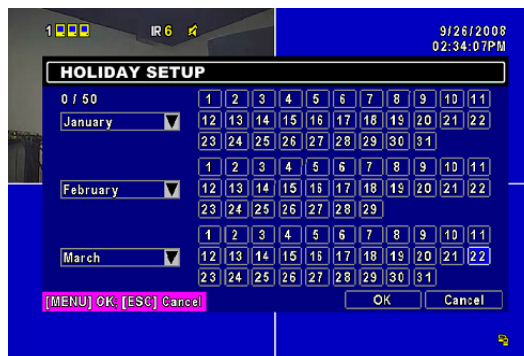 1 IR 6 9/26/2008
02:34:07PM
HOLIDAY SETUP
0 / 50
January
1 2 3 4 5 6 7 8 9 10 11
12 13 14 15 16 17 18 19 20 21 22
23 24 25 26 27 28 29 30 31
February
1 2 3 4 5 6 7 8 9 10 11
12 13 14 15 16 17 18 19 20 21 22
23 24 25 26 27 28 29
March
1 2 3 4 5 6 7 8 9 10 11
12 13 14 15 16 17 18 19 20 21 22
23 24 25 26 27 28 29 30 31
[MENU] OK, [ESC] Cancel
OK Cancel